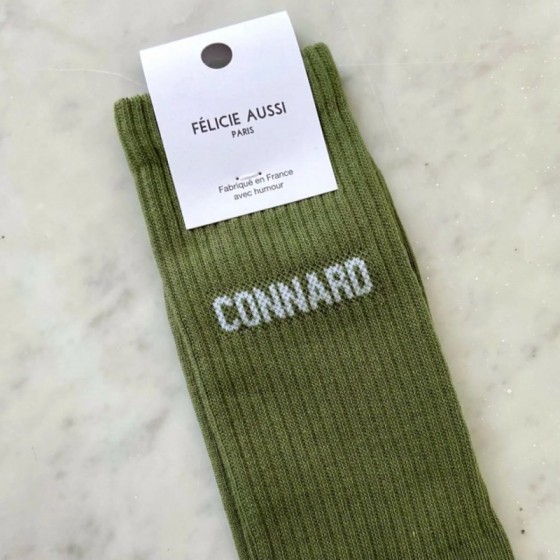 FÉLICIE AUSSI
PARIS
Fabriqué en France
avec humour
CONNARD